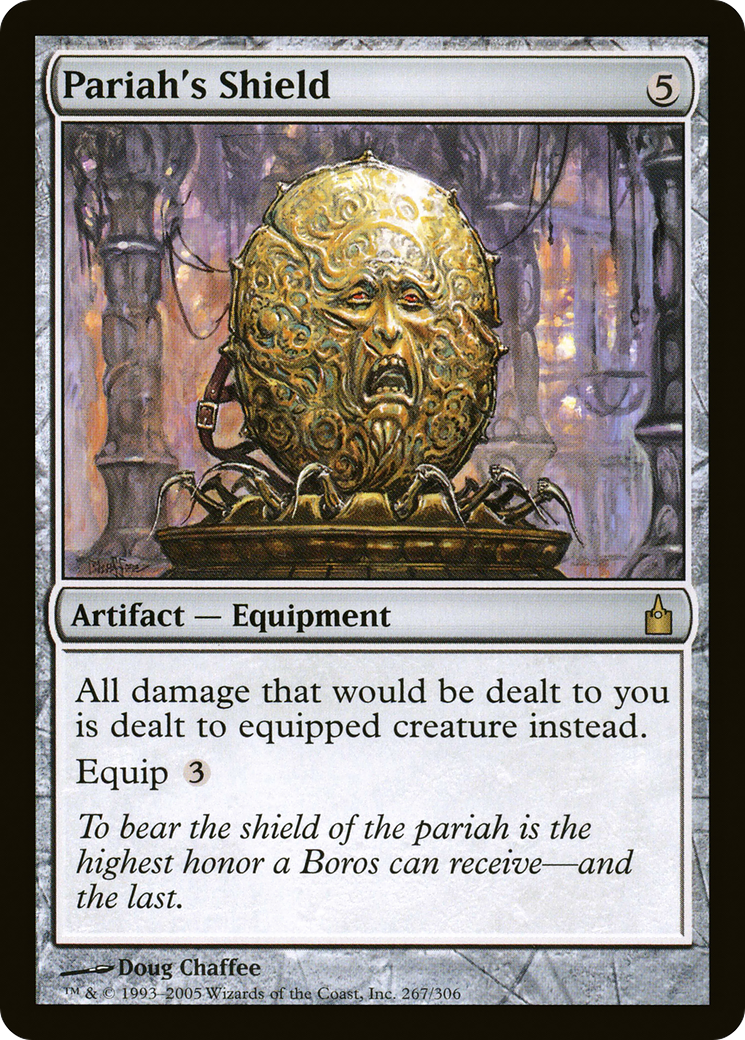 Pariah's Shield 5
Artifact — Equipment
All damage that would be dealt to you
is dealt to equipped creature instead.
Equip 3
To bear the shield of the pariah is the
highest honor a Boros can receive—and
the last.
Doug Chaffee
™ & © 1993–2005 Wizards of the Coast, Inc. 267/306